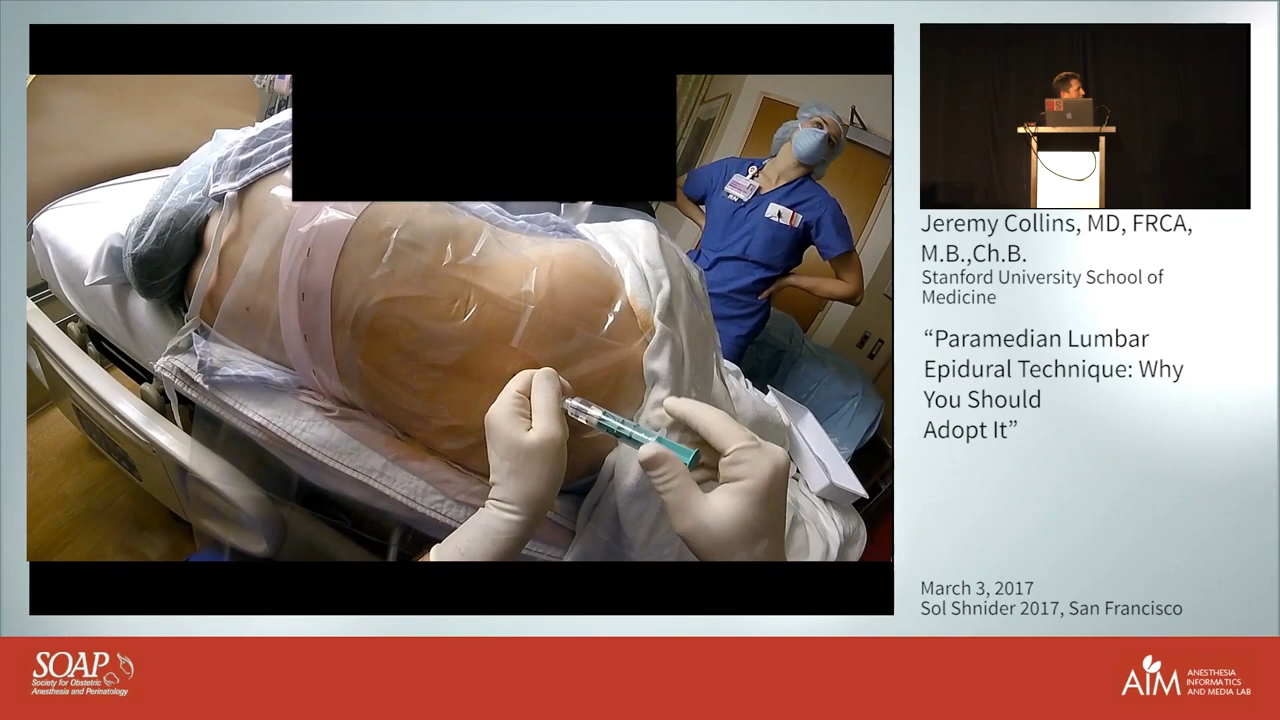 RN
Jeremy Collins, MD, FRCA,
M.B.,Ch.B.
Stanford University School of
Medicine
“Paramedian Lumbar
Epidural Technique: Why
You Should
Adopt It”
March 3, 2017
Sol Shnider 2017, San Francisco
SOAP
Society for Obstetric
Anesthesia and Perinatology
AIM
ANESTHESIA
INFORMATICS
AND MEDIA LAB